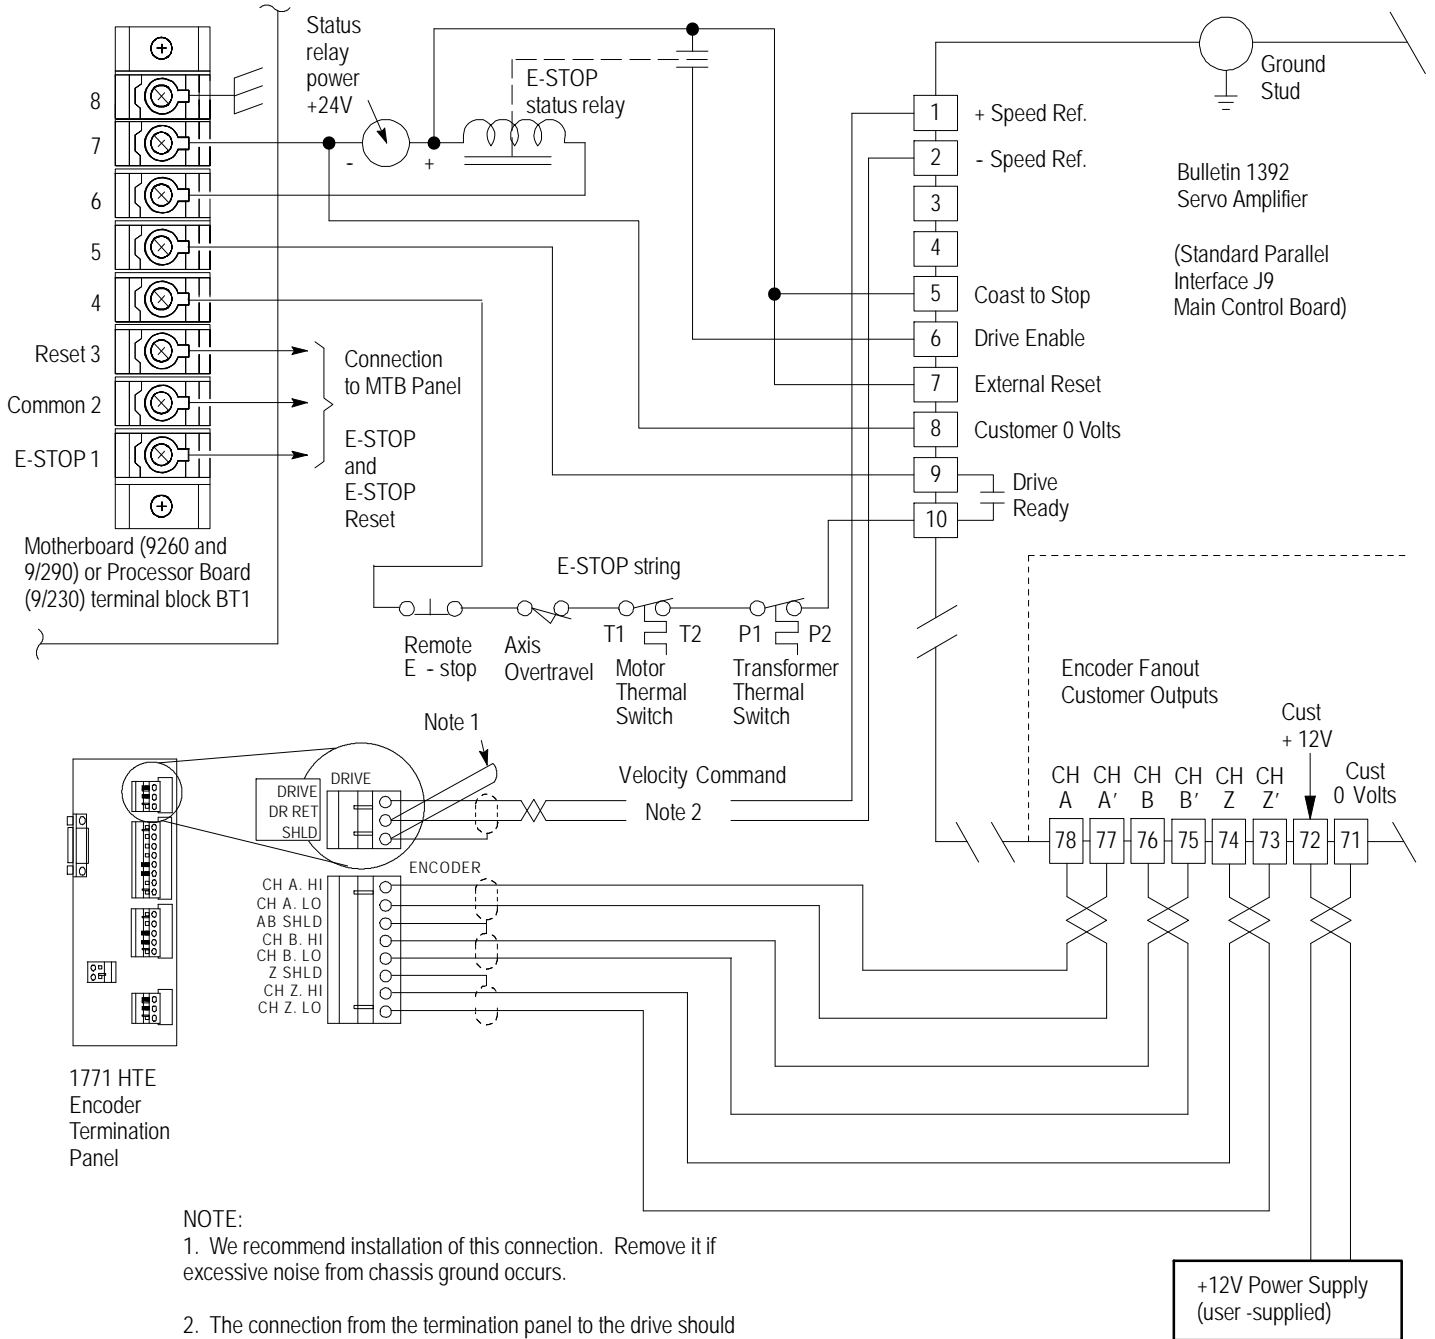 Status
relay
power
+24V
E-STOP
status relay
- +
8
7
6
5
4
Reset 3
Common 2
E-STOP 1
Connection
to MTB Panel
E-STOP
and
E-STOP
Reset
Motherboard (9260 and
9/290) or Processor Board
(9/230) terminal block BT1
Ground
Stud
1 + Speed Ref.
2 - Speed Ref.
3
4
5 Coast to Stop
6 Drive Enable
7 External Reset
8 Customer 0 Volts
9
10
Drive
Ready
Bulletin 1392
Servo Amplifier
(Standard Parallel
Interface J9
Main Control Board)
E-STOP string
Remote
E - stop
Axis
Overtravel
T1 T2
Motor
Thermal
Switch
P1 P2
Transformer
Thermal
Switch
Encoder Fanout
Customer Outputs
Cust
+ 12V
Cust
0 Volts
CH A
CH A'
CH B
CH B'
CH Z
CH Z'
78 77 76 75 74 73 72 71
Note 1
Velocity Command
Note 2
DRIVE
DRIVE
DR RET
SHLD
ENCODER
CH A. HI
CH A. LO
AB SHLD
CH B. HI
CH B. LO
Z SHLD
CH Z. HI
CH Z. LO
1771 HTE
Encoder
Termination
Panel
NOTE:
1. We recommend installation of this connection. Remove it if
excessive noise from chassis ground occurs.
2. The connection from the termination panel to the drive should
+12V Power Supply
(user -supplied)